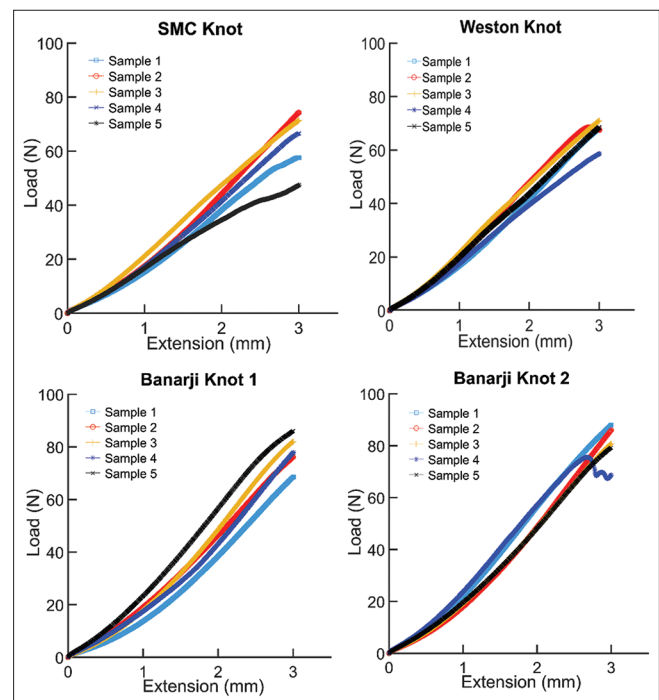 SMC Knot
100
80
60
40
20
0
Load (N)
Sample 1
Sample 2
Sample 3
Sample 4
Sample 5
0
1
2
3
Extension (mm)
Weston Knot
100
80
60
40
20
0
Load (N)
Sample 1
Sample 2
Sample 3
Sample 4
Sample 5
0
1
2
3
Extension (mm)
Banarji Knot 1
100
80
60
40
20
0
Load (N)
Sample 1
Sample 2
Sample 3
Sample 4
Sample 5
0
1
2
3
Extension (mm)
Banarji Knot 2
100
80
60
40
20
0
Load (N)
Sample 1
Sample 2
Sample 3
Sample 4
Sample 5
0
1
2
3
Extension (mm)